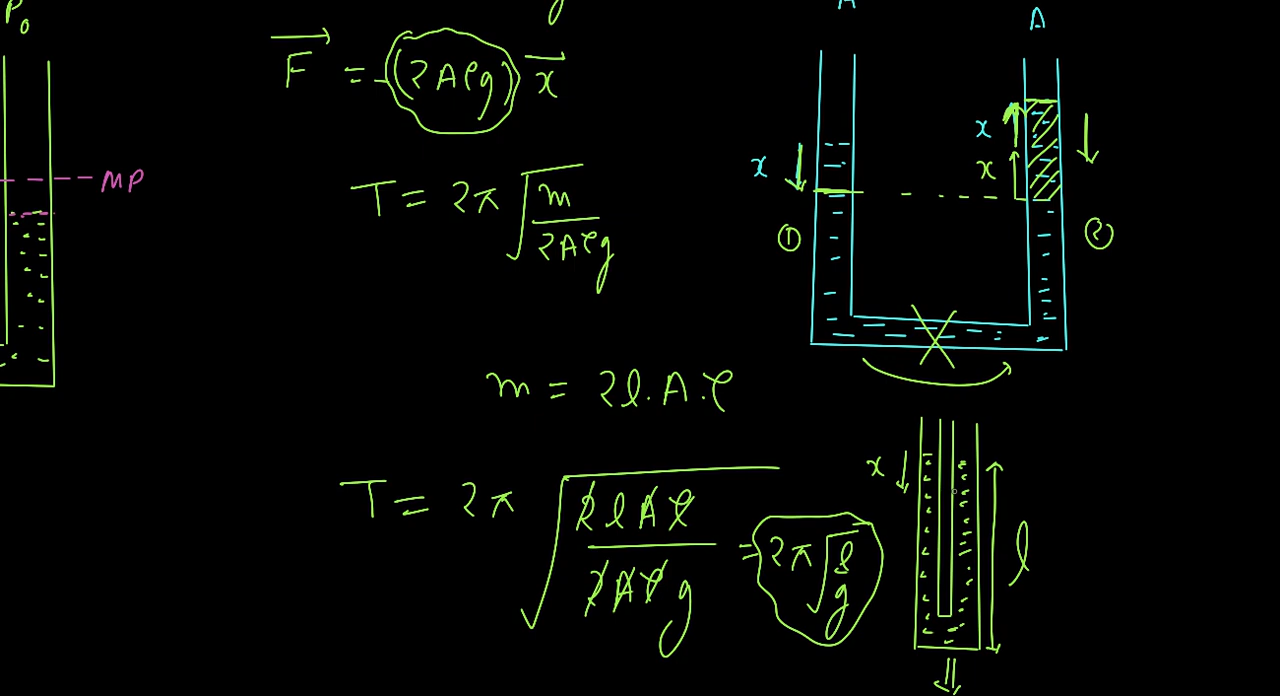 P₀
A
F⃗ = -(2Aρg) x⃗
x
x
x
MP
T = 2π √(m / 2Aρg)
① ②
m = 2l.A.ρ
x
T = 2π √(2lAρ / 2Aρg) = 2π √(l / g)
l